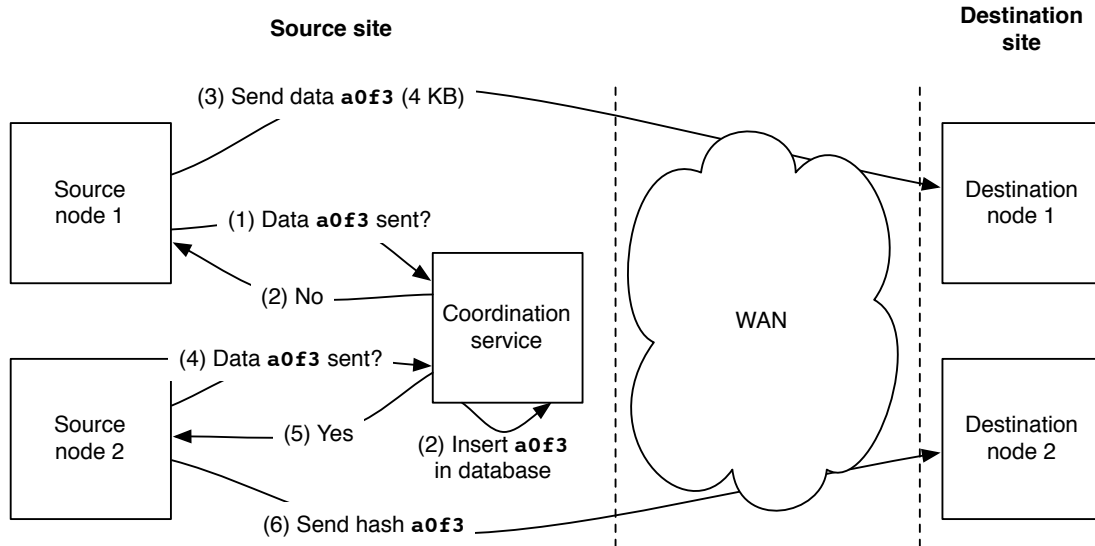 Source site
Destination
site
(3) Send data a0f3 (4 KB)
Source
node 1
Destination
node 1
(1) Data a0f3 sent?
(2) No
Coordination
service
WAN
(4) Data a0f3 sent?
Source
node 2
(5) Yes
(2) Insert a0f3
in database
Destination
node 2
(6) Send hash a0f3